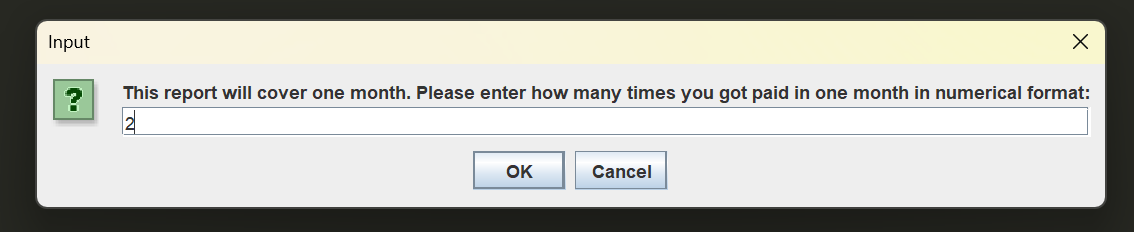 Input
?
This report will cover one month. Please enter how many times you got paid in one month in numerical format:
2
OK Cancel